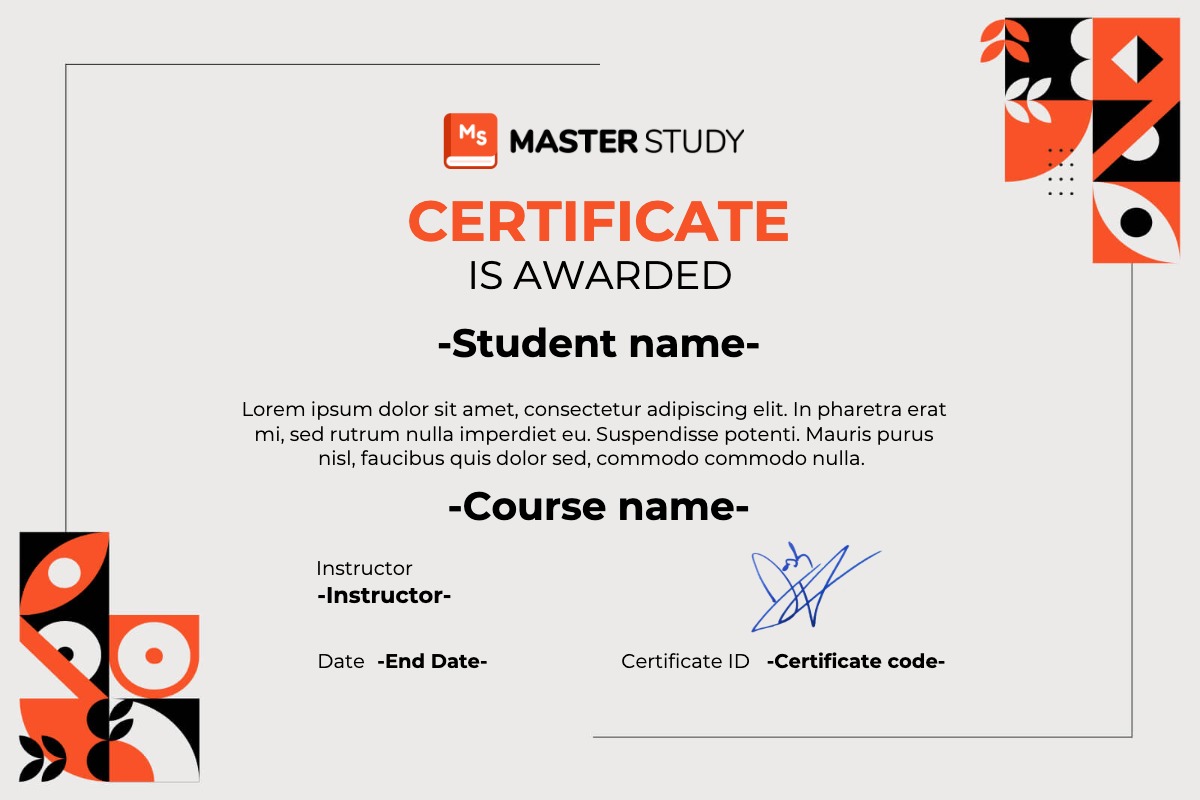 MS
MASTER STUDY
CERTIFICATE
IS AWARDED
-Student name-
Lorem ipsum dolor sit amet, consectetur adipiscing elit. In pharetra erat
mi, sed rutrum nulla imperdiet eu. Suspendisse potenti. Mauris purus
nisl, faucibus quis dolor sed, commodo commodo nulla.
-Course name-
Instructor
-Instructor-
Date -End Date-
Certificate ID -Certificate code-